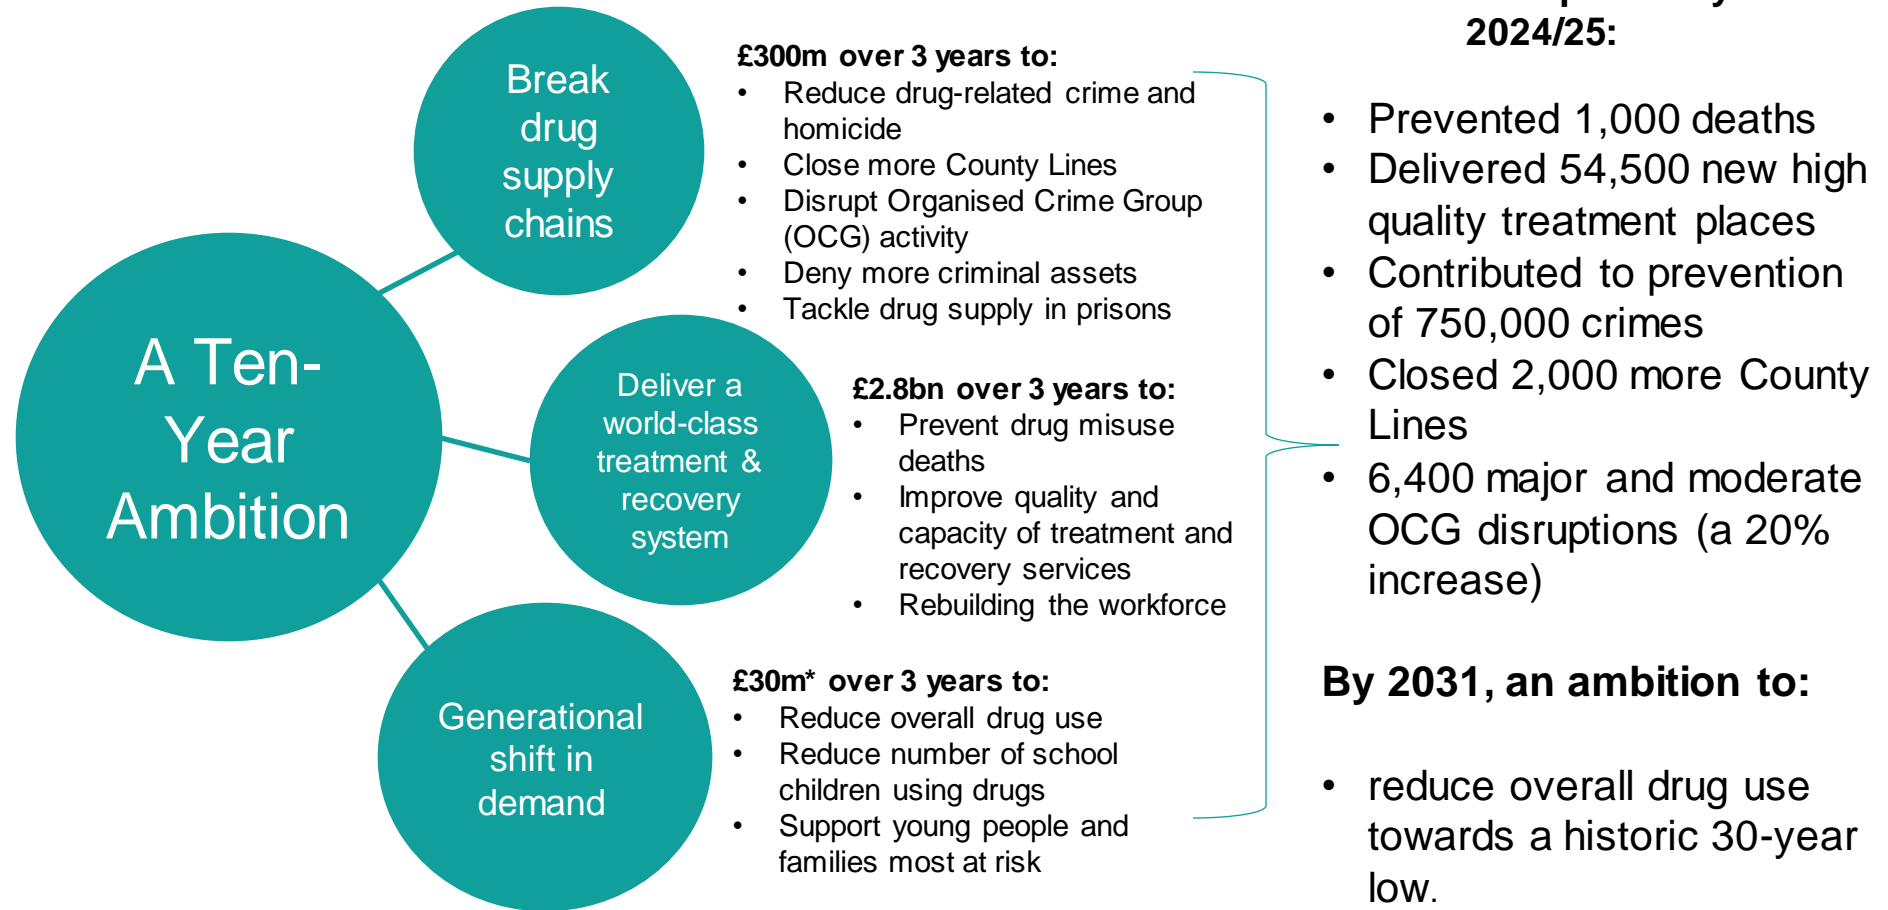 A Ten-
Year
Ambition
Break
drug
supply
chains
£300m over 3 years to:
• Reduce drug-related crime and
homicide
• Close more County Lines
• Disrupt Organised Crime Group
(OCG) activity
• Deny more criminal assets
• Tackle drug supply in prisons
Deliver a
world-class
treatment &
recovery
system
£2.8bn over 3 years to:
• Prevent drug misuse
deaths
• Improve quality and
capacity of treatment and
recovery services
• Rebuilding the workforce
Generational
shift in
demand
£30m* over 3 years to:
• Reduce overall drug use
• Reduce number of school
children using drugs
• Support young people and
families most at risk
2024/25:
• Prevented 1,000 deaths
• Delivered 54,500 new high
quality treatment places
• Contributed to prevention
of 750,000 crimes
• Closed 2,000 more County
Lines
• 6,400 major and moderate
OCG disruptions (a 20%
increase)
By 2031, an ambition to:
• reduce overall drug use
towards a historic 30-year
low.